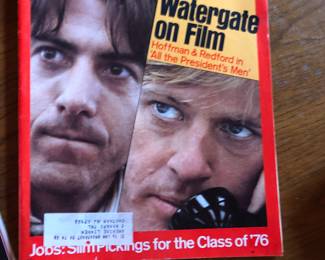 Watergate
on Film
Hoffman & Redford in
'All the President's Men'
Jobs: Slim Pickings for the Class of '76